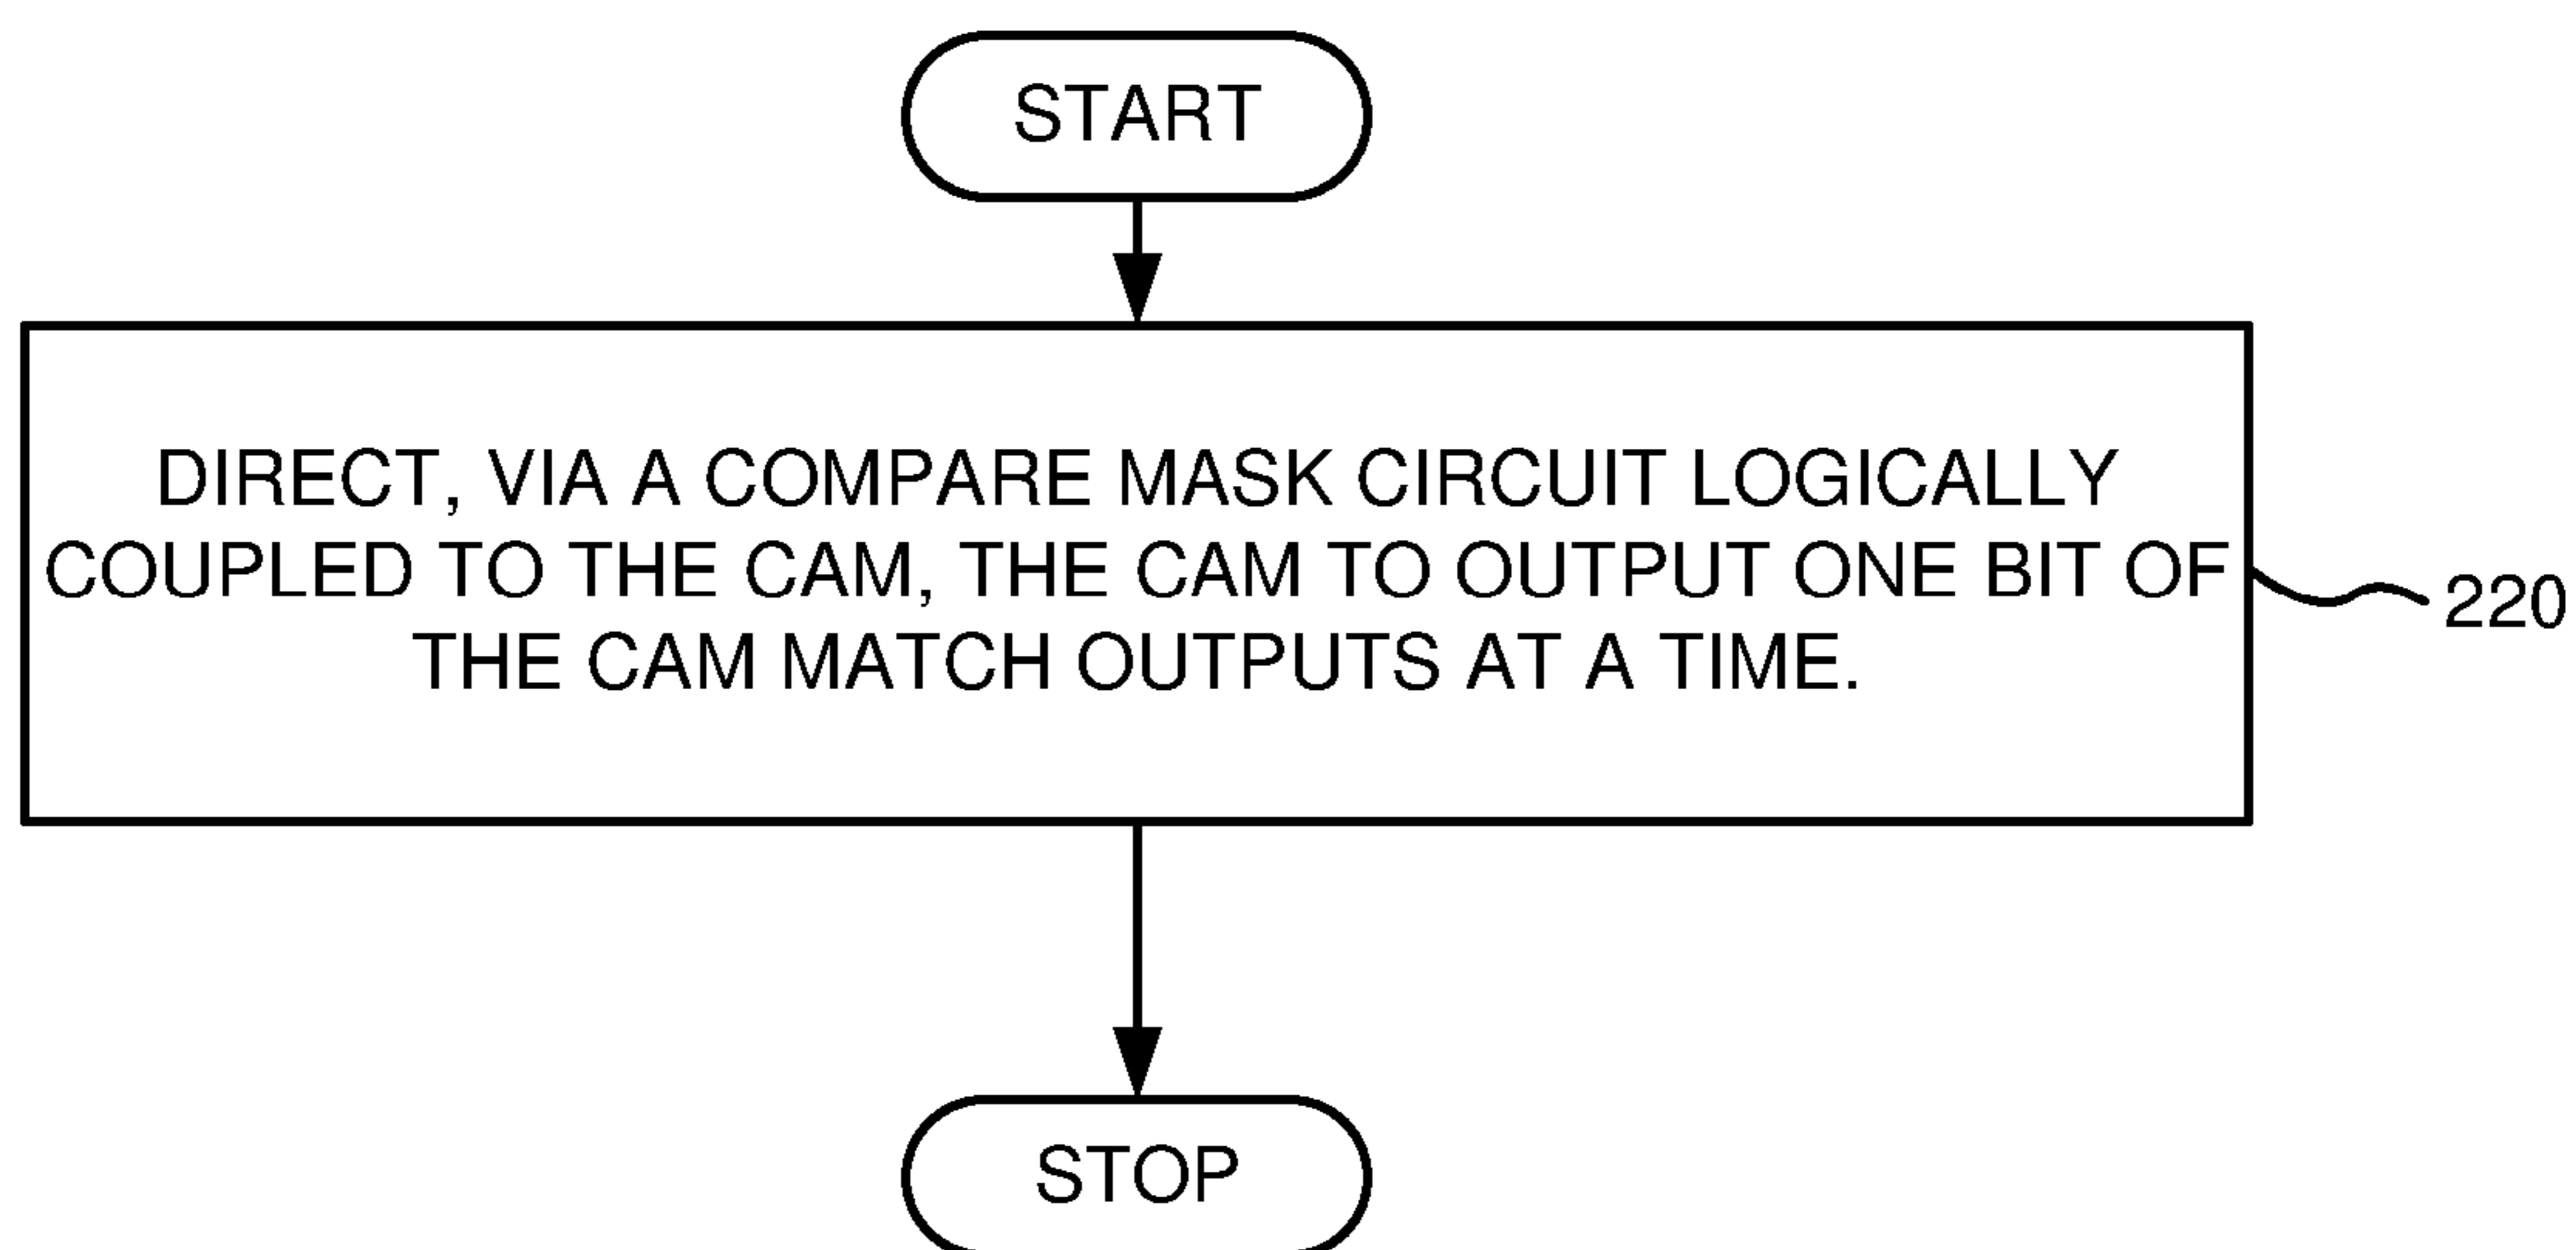 START
DIRECT, VIA A COMPARE MASK CIRCUIT LOGICALLY
COUPLED TO THE CAM, THE CAM TO OUTPUT ONE BIT OF
THE CAM MATCH OUTPUTS AT A TIME.
220
STOP